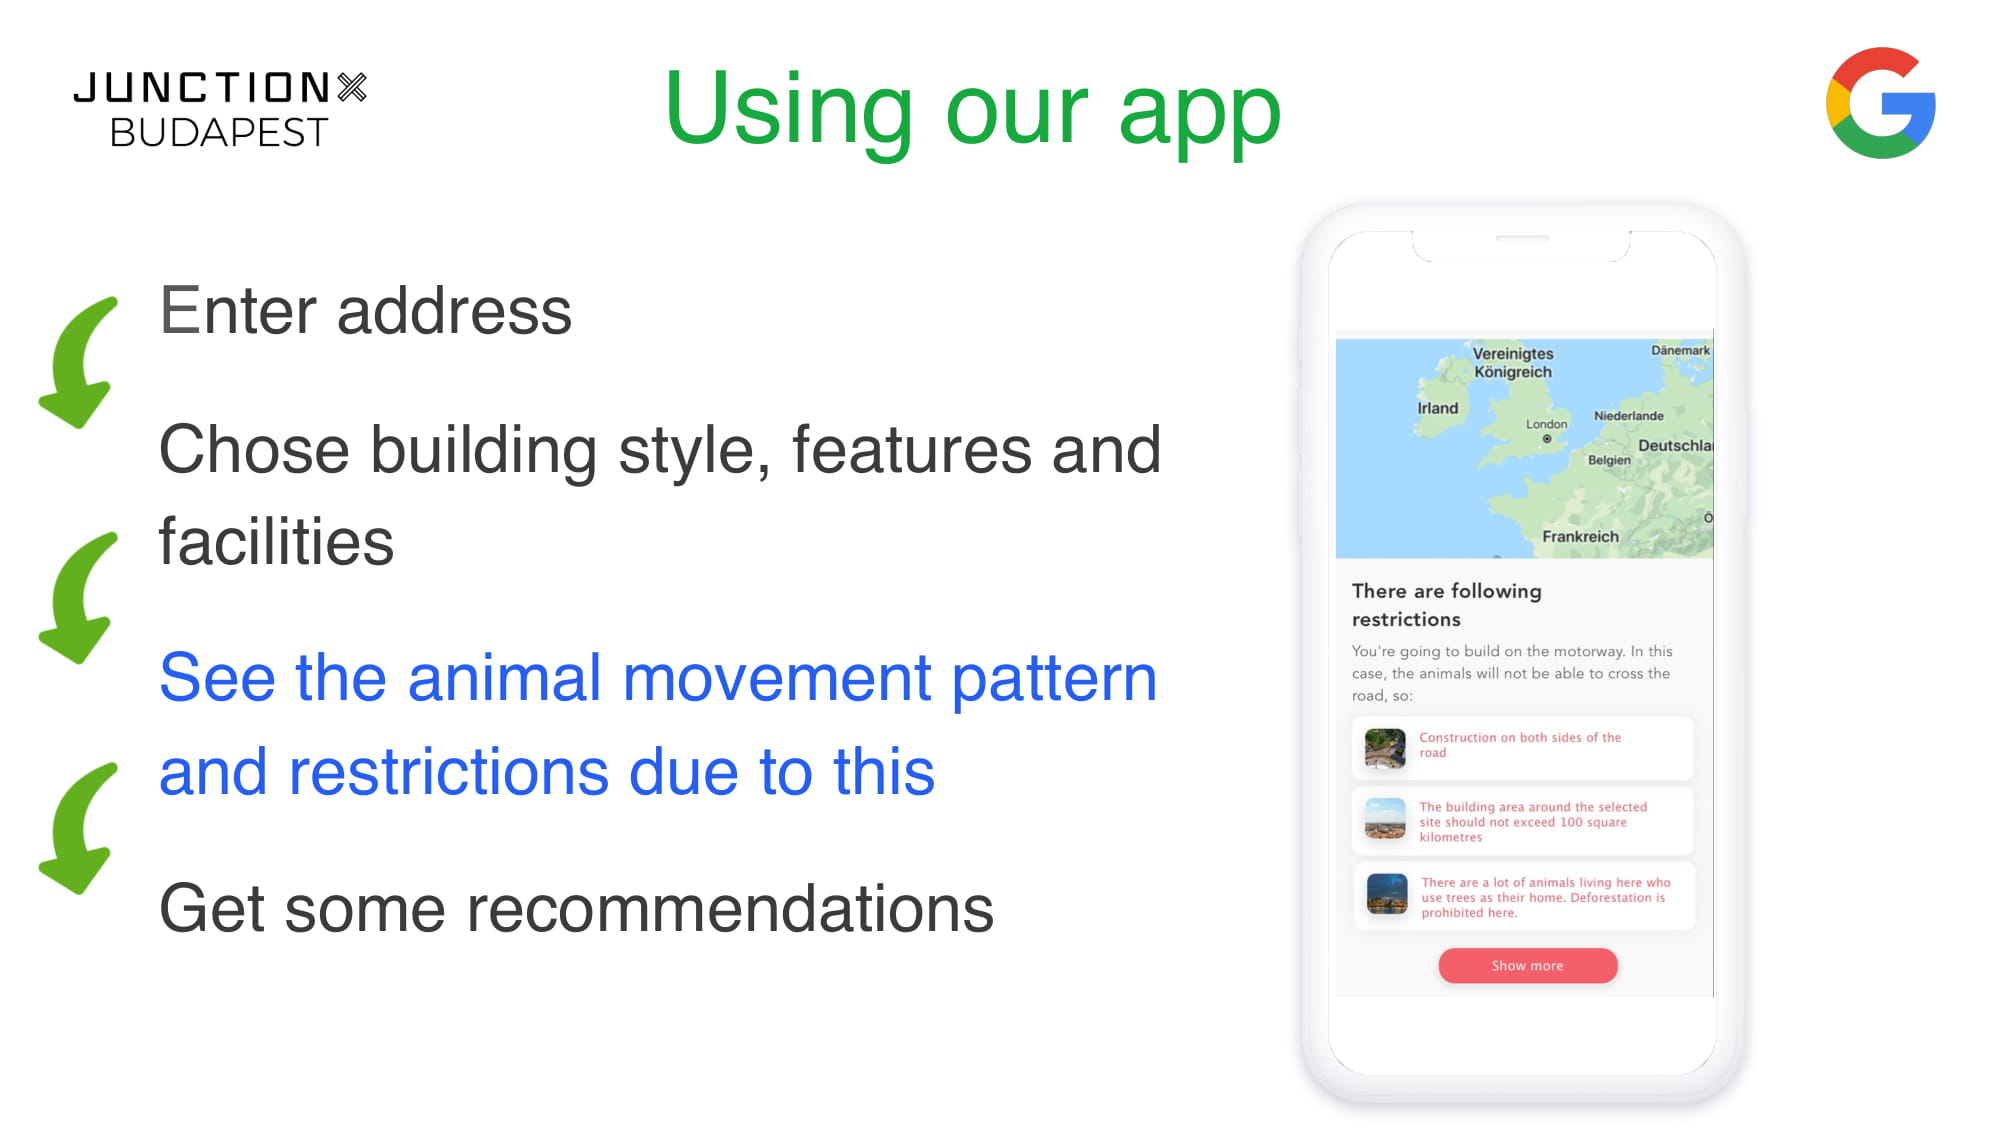 JUNCTIONX
BUDAPEST
Using our app
Enter address
Chose building style, features and
facilities
See the animal movement pattern
and restrictions due to this
Get some recommendations
Vereinigtes
Königreich
Dänemark
Irland
London
Niederlande
Deutschla
Belgien
Ö
Frankreich
There are following
restrictions
You're going to build on the motorway. In this
case, the animals will not be able to cross the
road, so:
Construction on both sides of the
road
The building area around the selected
site should not exceed 100 square
kilometres
There are a lot of animals living here who
use trees as their home. Deforestation is
prohibited here.
Show more